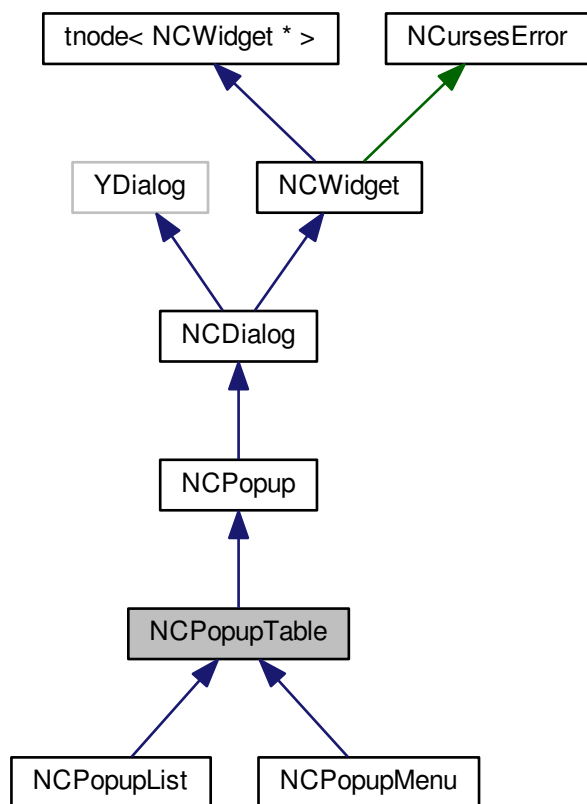 tnode< NCWidget * >
NCursesError
YDialog
NCWidget
NCDialog
NCPopup
NCPopupTable
NCPopupList
NCPopupMenu